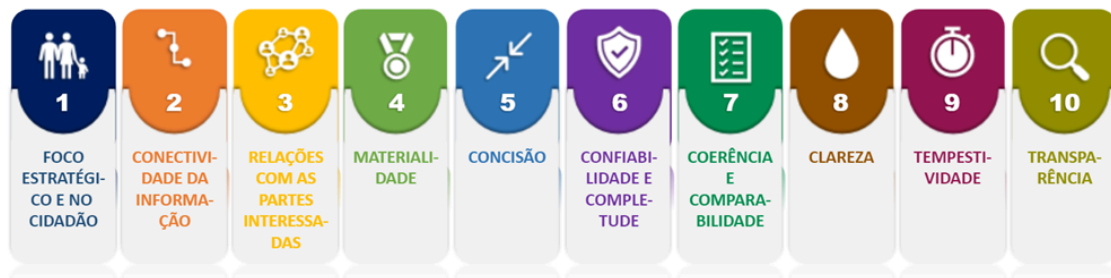 1
FOCO
ESTRATÉGI-
CO E NO
CIDADÃO
2
CONECTIVI-
DADE DA
INFORMA-
ÇÃO
3
RELAÇÕES
COM AS
PARTES
INTERESSA-
DAS
4
MATERIALI-
DADE
5
CONCISÃO
6
CONFIABI-
LIDADE E
COMPLE-
TUDE
7
COERÊNCIA
E
COMPARA-
BILIDADE
8
CLAREZA
9
TEMPESTI-
VIDADE
10
TRANSPA-
RÊNCIA